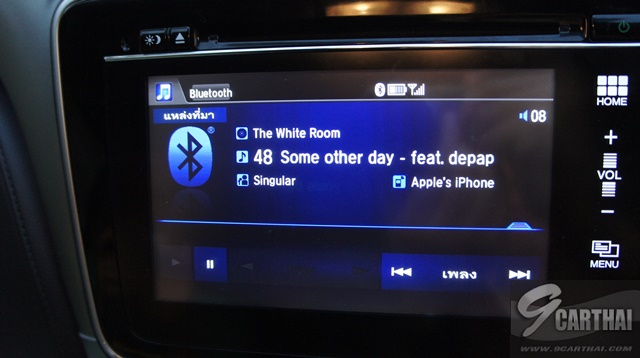 Bluetooth
แหล่งที่มา
08
The White Room
48 Some other day - feat. depap
Singular
Apple's iPhone
เพลง
HOME
+
VOL
−
MENU
9CARTHAI
WWW.9CARTHAI.COM